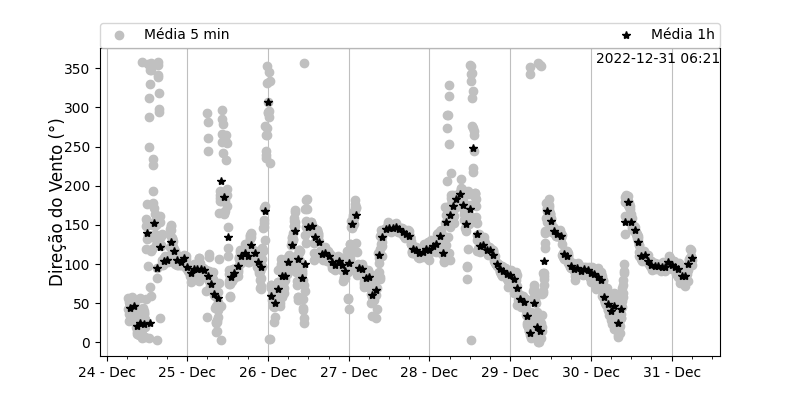 Média 5 min
Média 1h
2022-12-31 06:21
Direção do Vento (°)
350
300
250
200
150
100
50
0
24 - Dec
25 - Dec
26 - Dec
27 - Dec
28 - Dec
29 - Dec
30 - Dec
31 - Dec